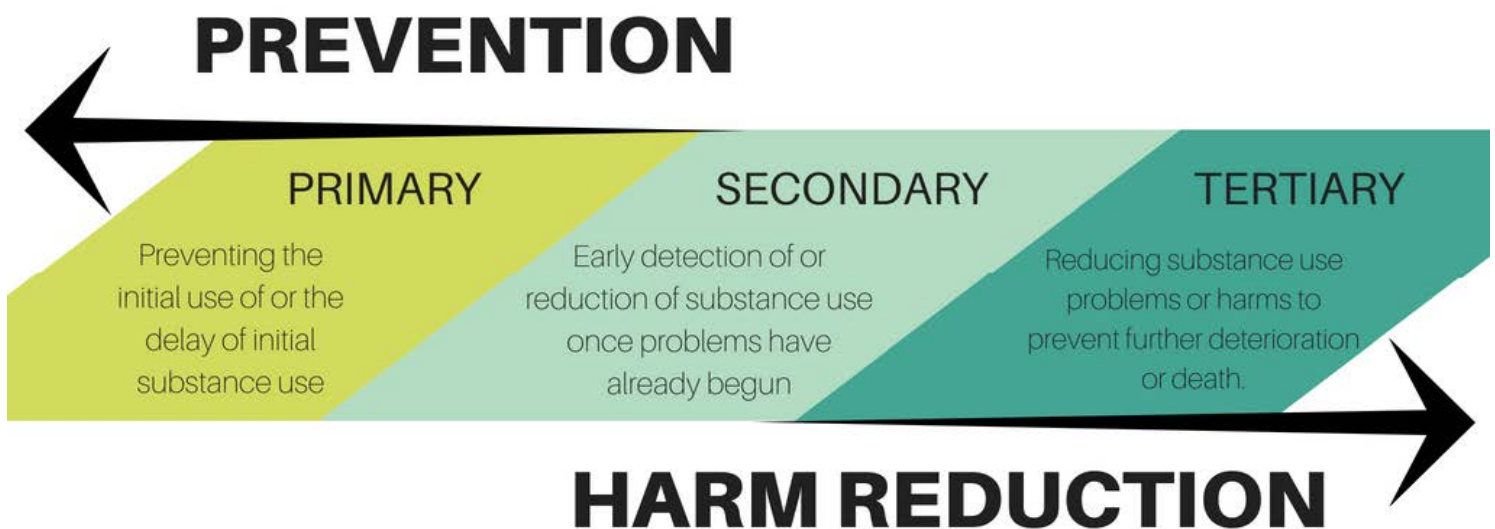 PREVENTION
PRIMARY
Preventing the
initial use of or the
delay of initial
substance use
SECONDARY
Early detection of or
reduction of substance use
once problems have
already begun
TERTIARY
Reducing substance use
problems or harms to
prevent further deterioration
or death.
HARM REDUCTION